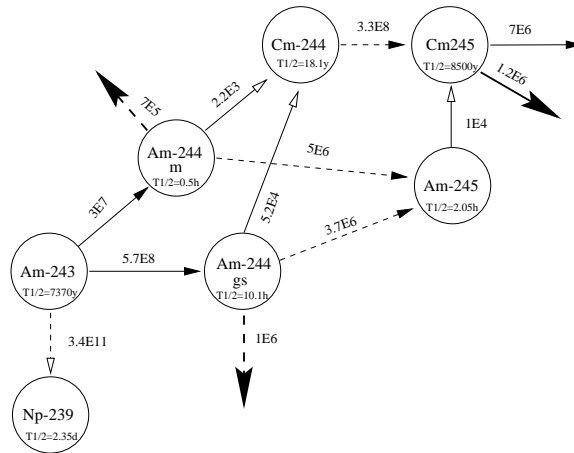 Cm-244
T1/2=18.1y
3.3E8
Cm245
T1/2=8500y
7E6
1.2E6
7E5
2.2E3
Am-244
m
T1/2=0.5h
5E6
1E4
Am-245
T1/2=2.05h
3E7
5.2E4
3.7E6
Am-243
T1/2=7370y
5.7E8
Am-244
gs
T1/2=10.1h
3.4E11
1E6
Np-239
T1/2=2.35d